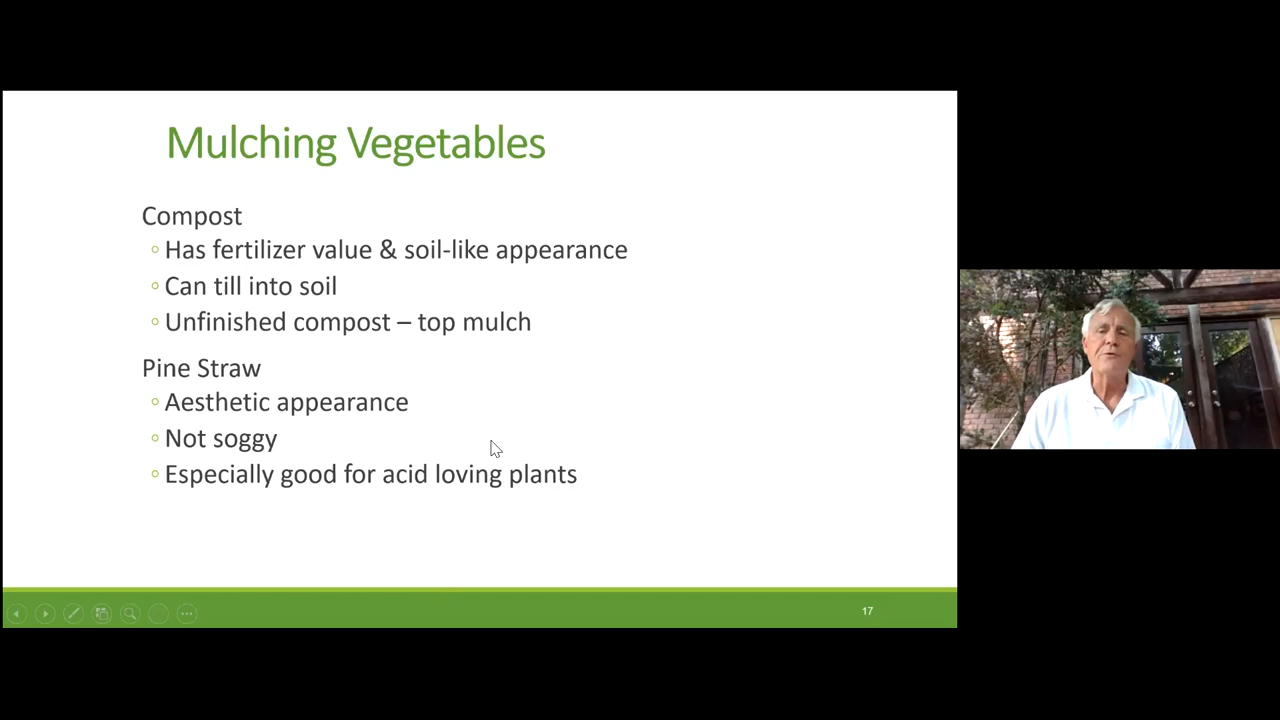 Mulching Vegetables
Compost
◦ Has fertilizer value & soil-like appearance
◦ Can till into soil
◦ Unfinished compost – top mulch
Pine Straw
◦ Aesthetic appearance
◦ Not soggy
◦ Especially good for acid loving plants
17